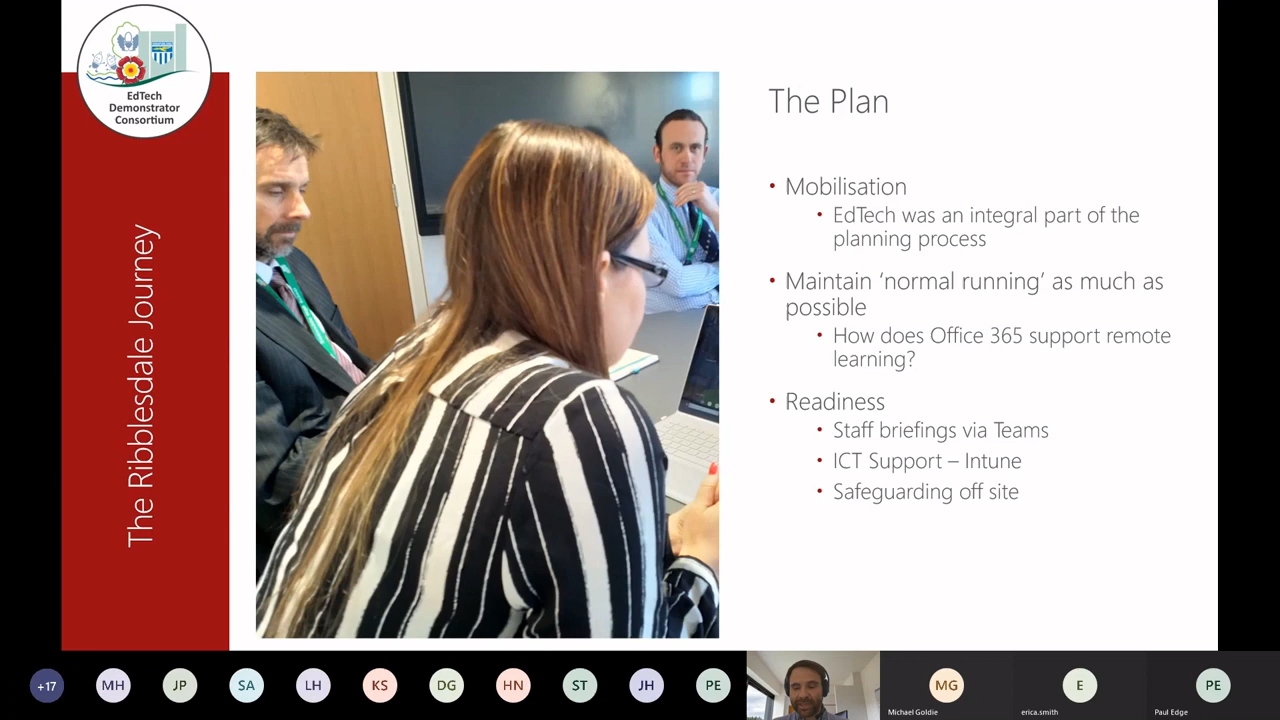 EdTech
Demonstrator
Consortium
The Ribblesdale Journey
The Plan
• Mobilisation
• EdTech was an integral part of the
planning process
• Maintain ‘normal running’ as much as
possible
• How does Office 365 support remote
learning?
• Readiness
• Staff briefings via Teams
• ICT Support – Intune
• Safeguarding off site
+17
MH
JP
SA
LH
KS
DG
HN
ST
JH
PE
MG
Michael Goldie
E
erica.smith
PE
Paul Edge